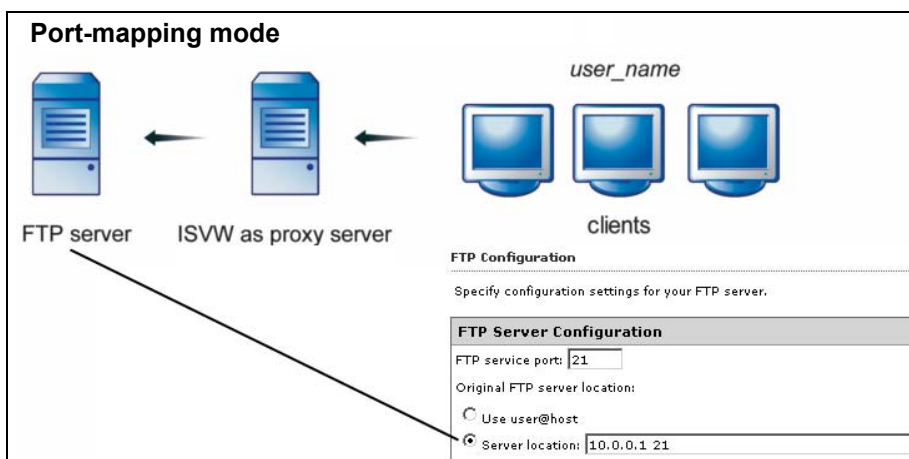 Port-mapping mode
user_name
FTP server
ISVW as proxy server
clients
FTP Configuration
Specify configuration settings for your FTP server.
FTP Server Configuration
FTP service port: 21
Original FTP server location:
Use user@host
Server location: 10.0.0.1 21